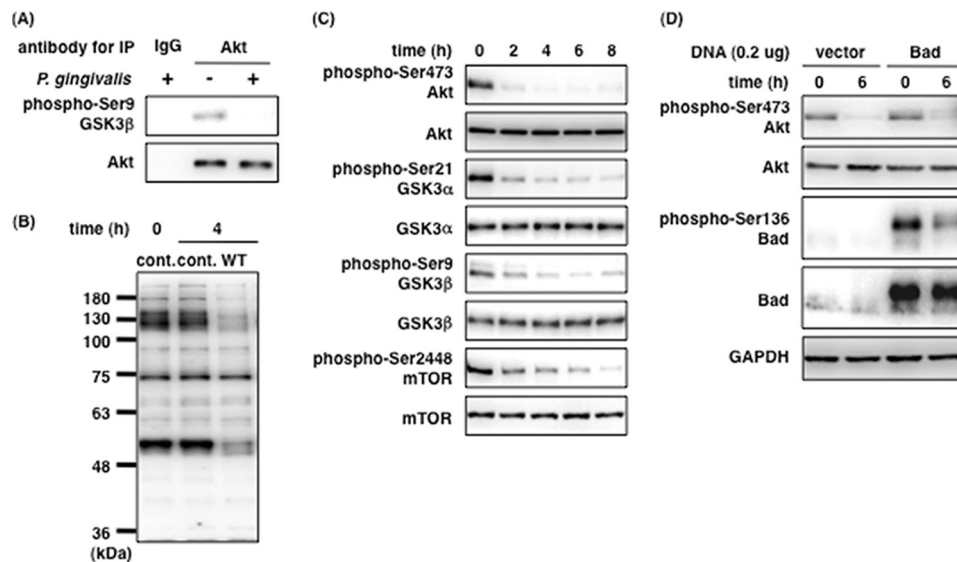 (A)
antibody for IP IgG Akt
P. gingivalis + - +
phospho-Ser9
GSK3β
Akt
(B)
time (h) 0 4
cont. cont. WT
180
130
100
75
63
48
36
(kDa)
(C)
time (h) 0 2 4 6 8
phospho-Ser473
Akt
Akt
phospho-Ser21
GSK3α
GSK3α
phospho-Ser9
GSK3β
GSK3β
phospho-Ser2448
mTOR
mTOR
(D)
DNA (0.2 ug) vector Bad
time (h) 0 6 0 6
phospho-Ser473
Akt
Akt
phospho-Ser136
Bad
Bad
GAPDH